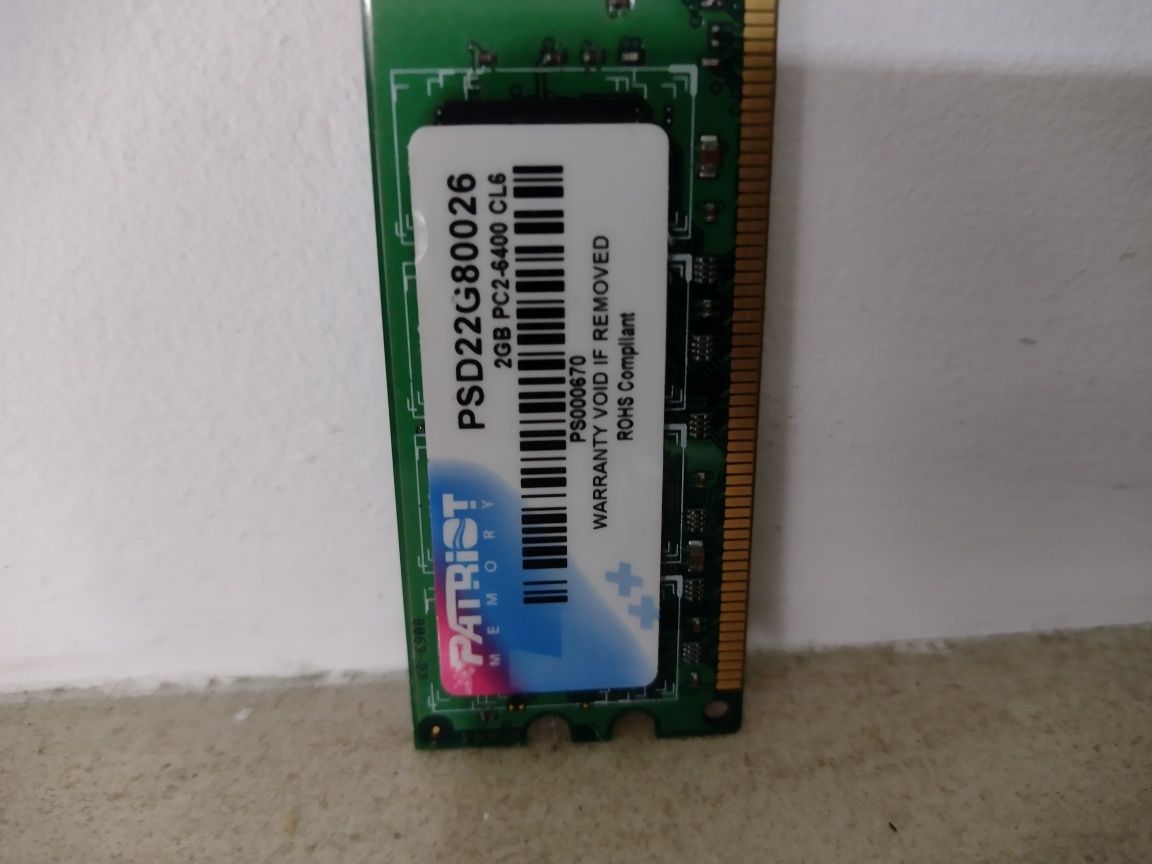 PSD22G80026
2GB PC2-6400 CL6
PS000670
WARRANTY VOID IF REMOVED
ROHS Compliant
PATRIOT
MEMORY